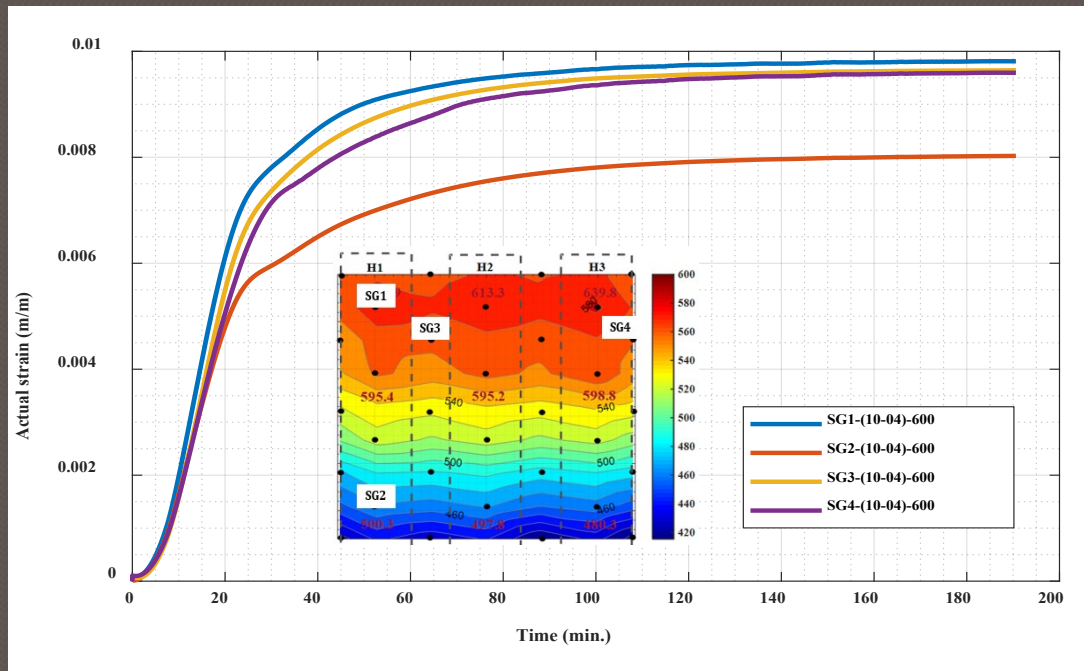 0.01
0.008
0.006
0.004
0.002
0
Actual strain (m/m)
0 20 40 60 80 100 120 140 160 180 200
Time (min.)
H1 H2 H3
SG1 613.3 639.8
580
SG3 SG4
595.4 595.2 598.8
540 540
500 500
SG2
460 460
500.3 497.8 480.3
600
580
560
540
520
500
480
460
440
420
SG1-(10-04)-600
SG2-(10-04)-600
SG3-(10-04)-600
SG4-(10-04)-600